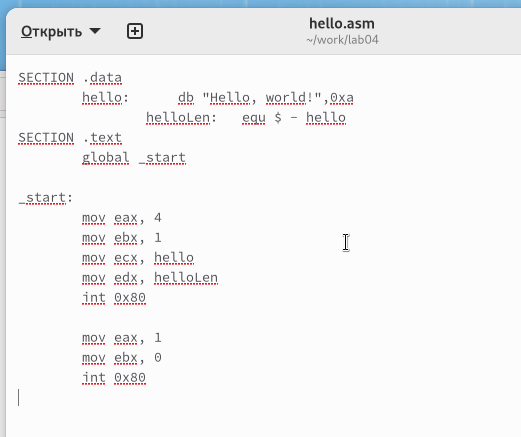 Открыть
hello.asm
~/work/lab04
SECTION .data
hello: db "Hello, world!",0xa
helloLen: equ $ - hello
SECTION .text
global _start
_start:
mov eax, 4
mov ebx, 1
mov ecx, hello
mov edx, helloLen
int 0x80
mov eax, 1
mov ebx, 0
int 0x80